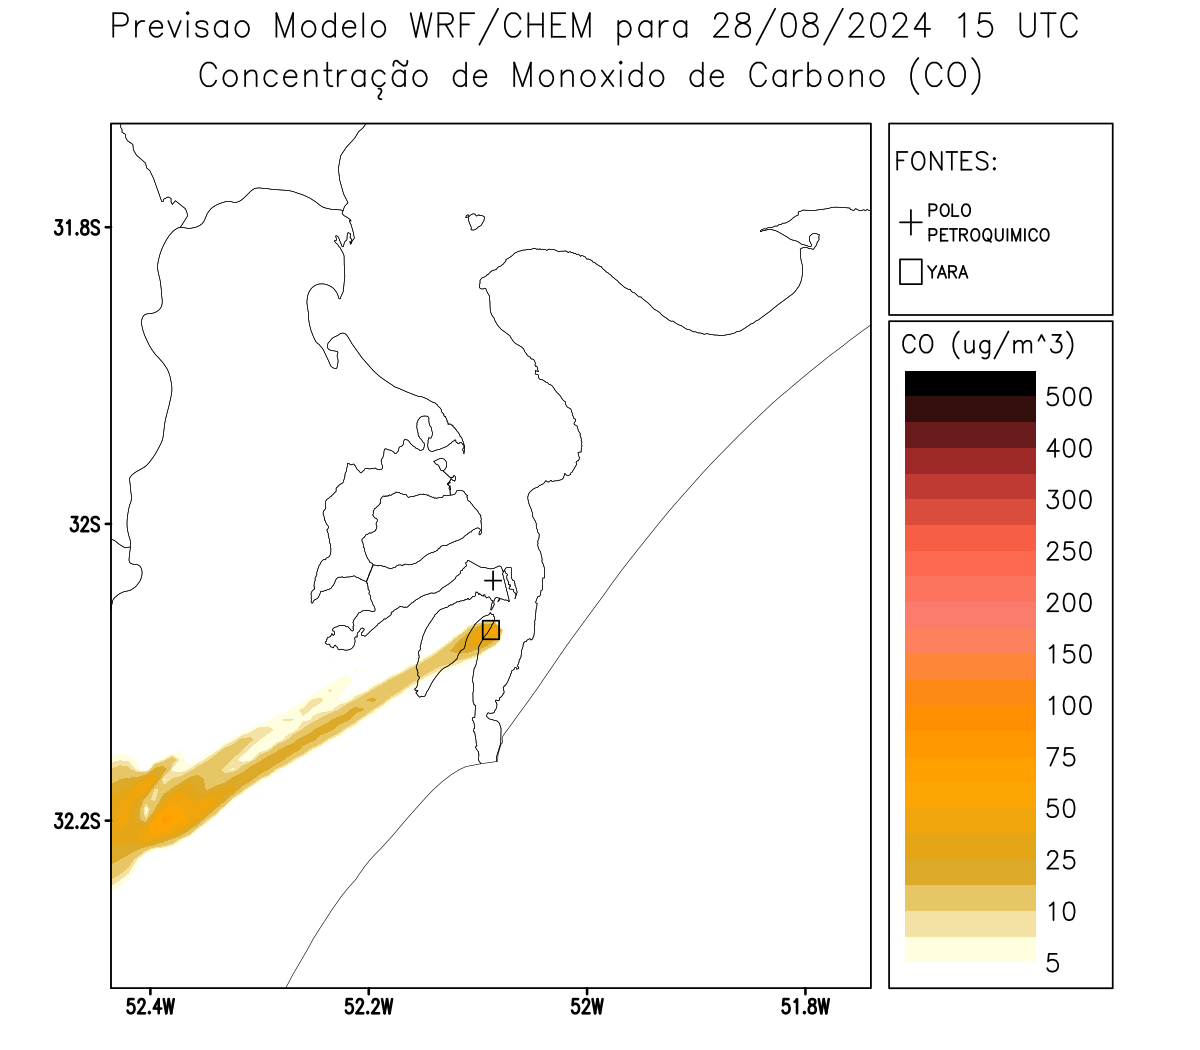 Previsao Modelo WRF/CHEM para 28/08/2024 15 UTC
Concentração de Monoxido de Carbono (CO)
FONTES:
POLO
PETROQUIMICO
YARA
CO (ug/m^3)
500
400
300
250
200
150
100
75
50
25
10
5
31.8S
32S
32.2S
52.4W
52.2W
52W
51.8W